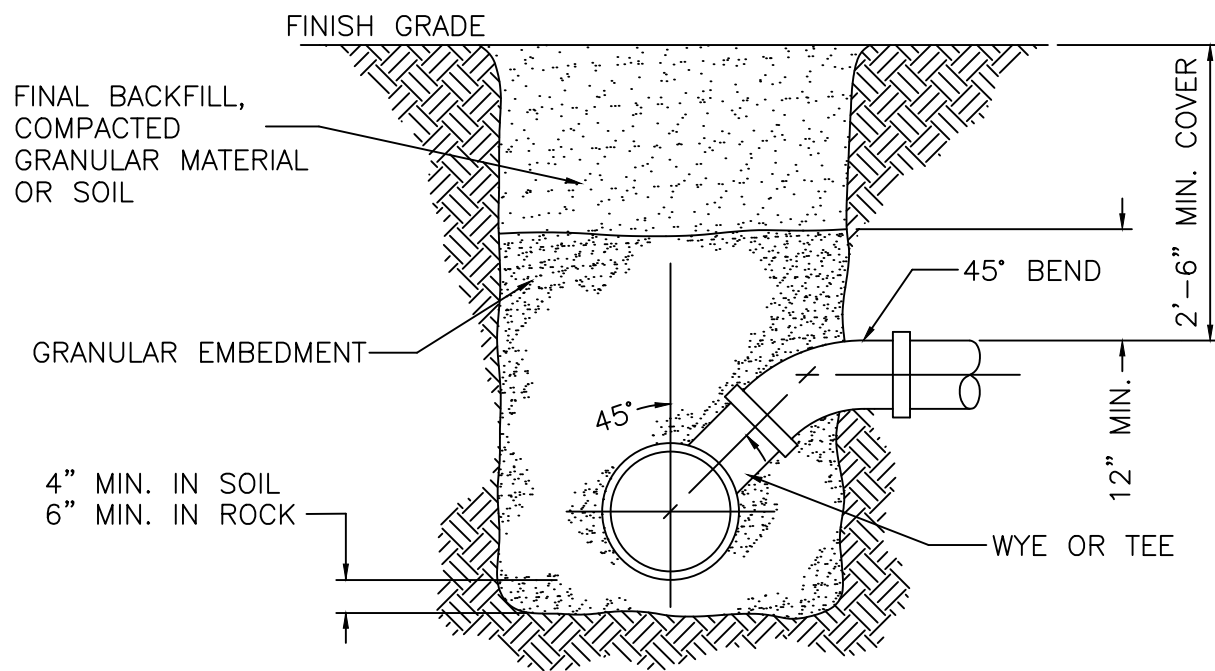 FINISH GRADE
FINAL BACKFILL,
COMPACTED
GRANULAR MATERIAL
OR SOIL
2'-6" MIN. COVER
45° BEND
GRANULAR EMBEDMENT
12" MIN.
45°
4" MIN. IN SOIL
6" MIN. IN ROCK
WYE OR TEE